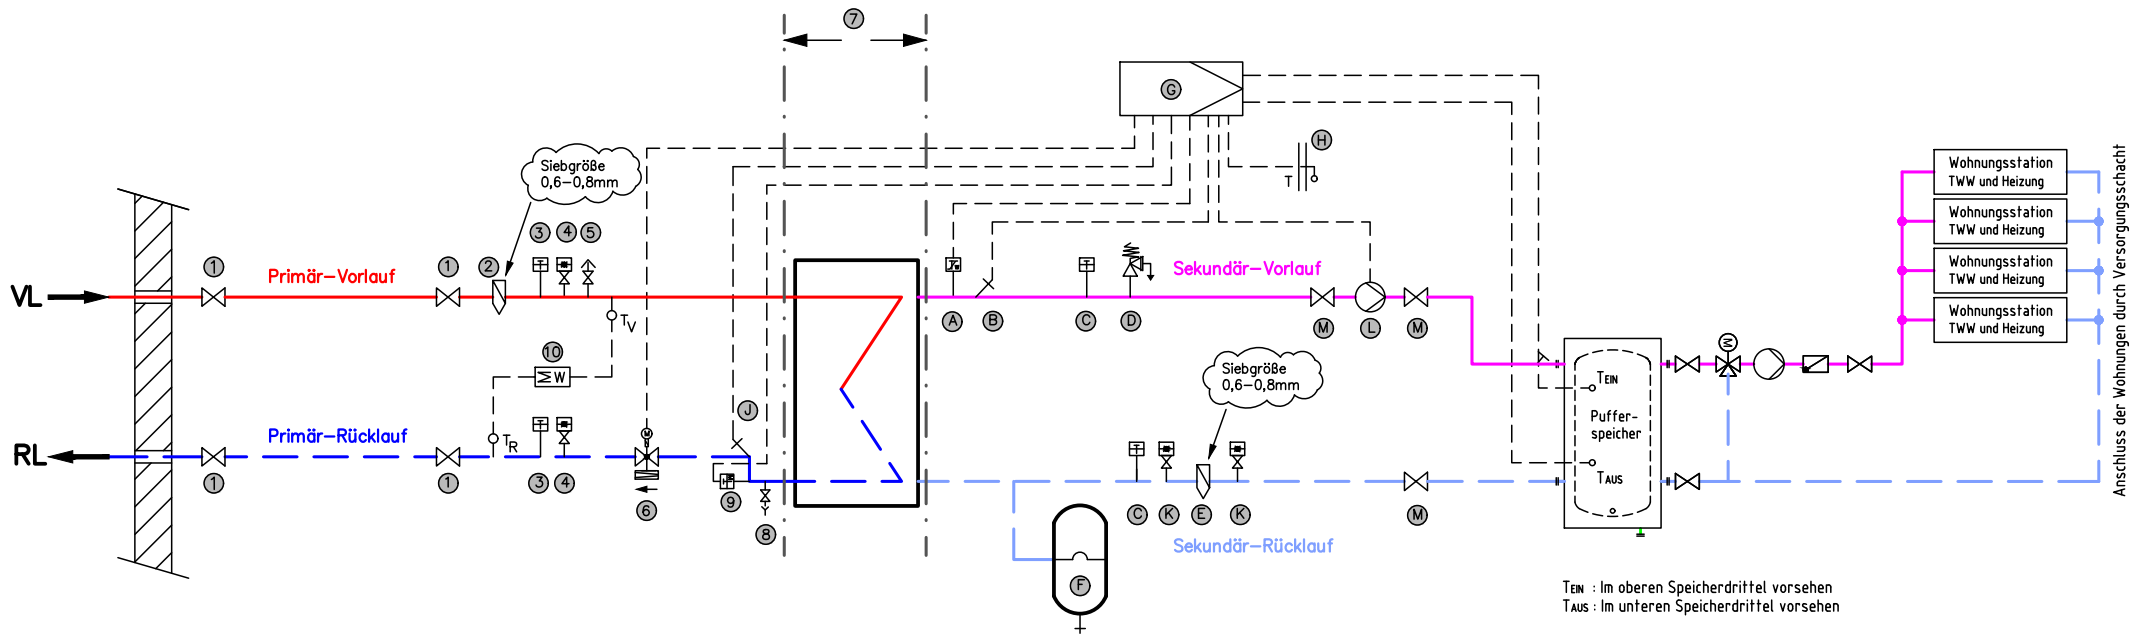 7
G
H
T
Siebgröße
0,6-0,8mm
3
4
5
1
1
2
Primär-Vorlauf
VL
TV
10
ΣW
Primär-Rücklauf
RL
TR
M
J
1
1
3
4
6
9
8
Sekundär-Vorlauf
A
B
C
D
M
L
M
Siebgröße
0,6-0,8mm
C
K
E
K
M
Sekundär-Rücklauf
F
TEIN
Puffer-
speicher
TAUS
M
Wohnungsstation
TWW und Heizung
Wohnungsstation
TWW und Heizung
Wohnungsstation
TWW und Heizung
Wohnungsstation
TWW und Heizung
Anschluss der Wohnungen durch Versorgungsschacht
TEIN : Im oberen Speicherdrittel vorsehen
TAUS : Im unteren Speicherdrittel vorsehen